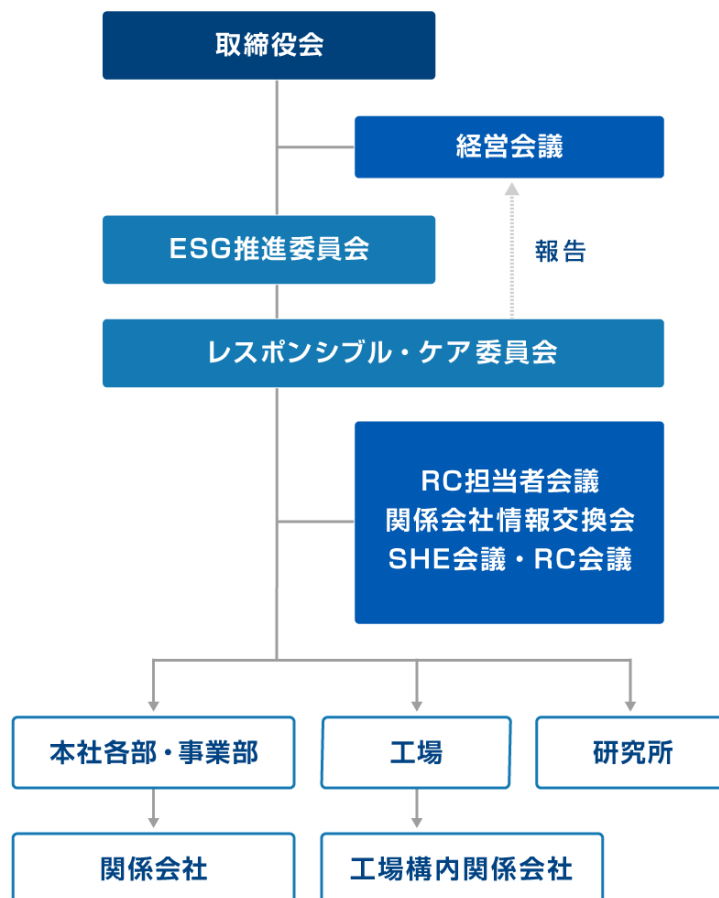 取締役会
経営会議
ESG推進委員会
報告
レスポンシブル・ケア委員会
RC担当者会議
関係会社情報交換会
SHE会議・RC会議
本社各部・事業部
工場
研究所
関係会社
工場構内関係会社